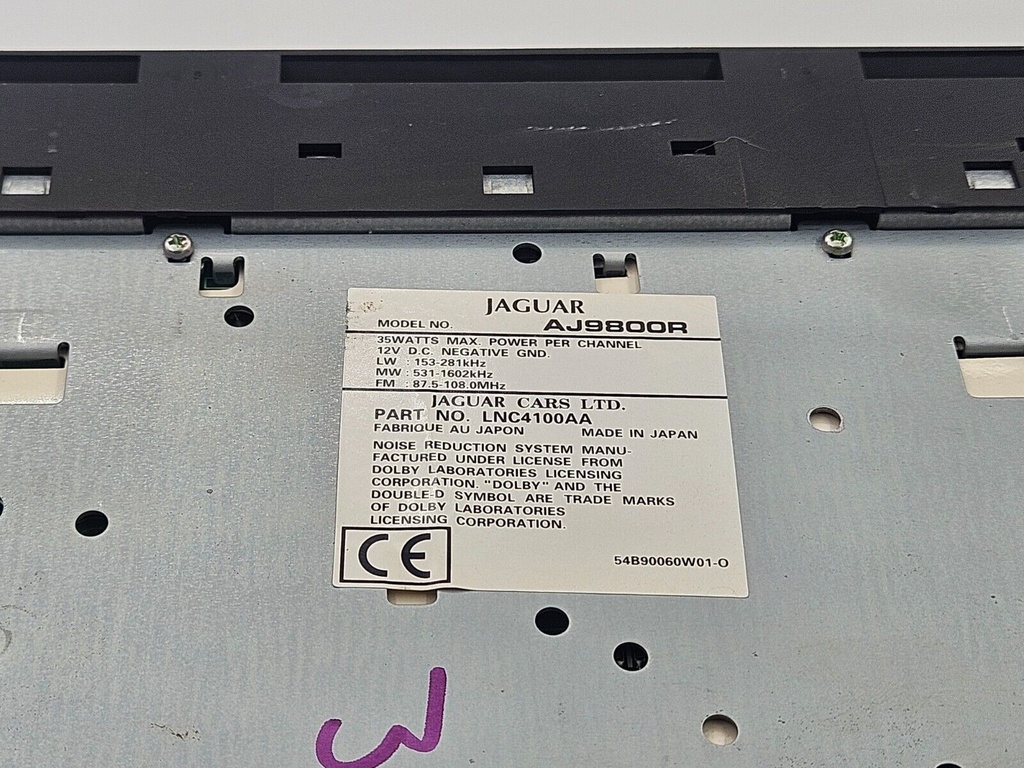 JAGUAR
MODEL NO. AJ9800R
35WATTS MAX. POWER PER CHANNEL
12V D.C. NEGATIVE GND.
LW : 153-281kHz
MW : 531-1602kHz
FM : 87.5-108.0MHz
JAGUAR CARS LTD.
PART NO. LNC4100AA
FABRIQUE AU JAPON MADE IN JAPAN
NOISE REDUCTION SYSTEM MANU-
FACTURED UNDER LICENSE FROM
DOLBY LABORATORIES LICENSING
CORPORATION. "DOLBY" AND THE
DOUBLE-D SYMBOL ARE TRADE MARKS
OF DOLBY LABORATORIES
LICENSING CORPORATION.
CE
54B90060W01-O